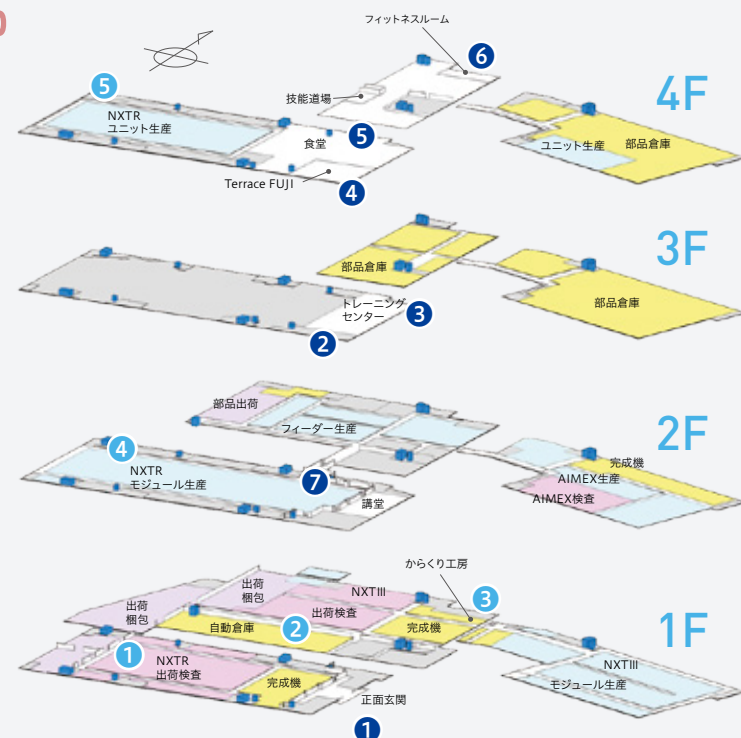 フィットネスルーム
6
4F
技能道場
5
NXTR
ユニット生産
5
食堂
ユニット生産
部品倉庫
Terrace FUJI
4
3F
部品倉庫
部品倉庫
トレーニング
センター
3
2
2F
部品出荷
フィーダー生産
4
NXTR
モジュール生産
7
講堂
完成機
AIMEX生産
AIMEX検査
1F
からくり工房
出荷
梱包
出荷
梱包
NXTIII
出荷検査
3
自動倉庫
2
完成機
1
NXTR
出荷検査
完成機
NXTIII
モジュール生産
正面玄関
1